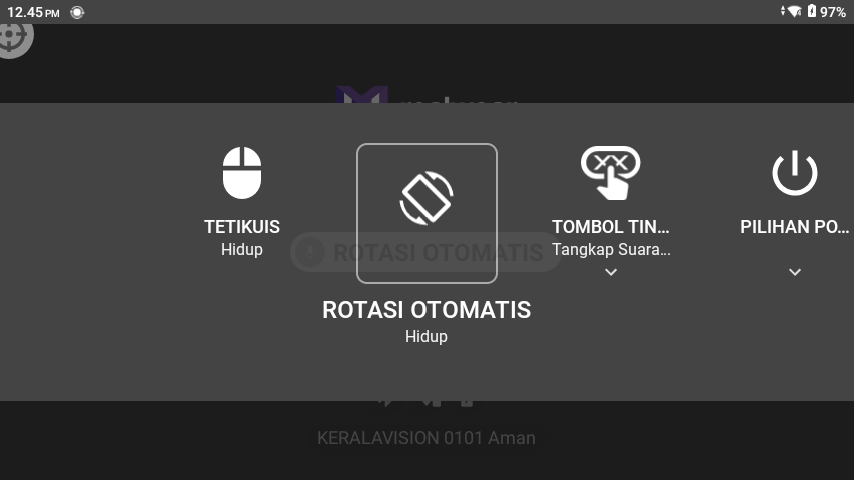 12.45 PM
97%
TETIKUIS
Hidup
ROTASI OTOMATIS
ROTASI OTOMATIS
Hidup
TOMBOL TIN...
Tangkap Suara...
PILIHAN PO...
KERALAVISION 0101 Aman